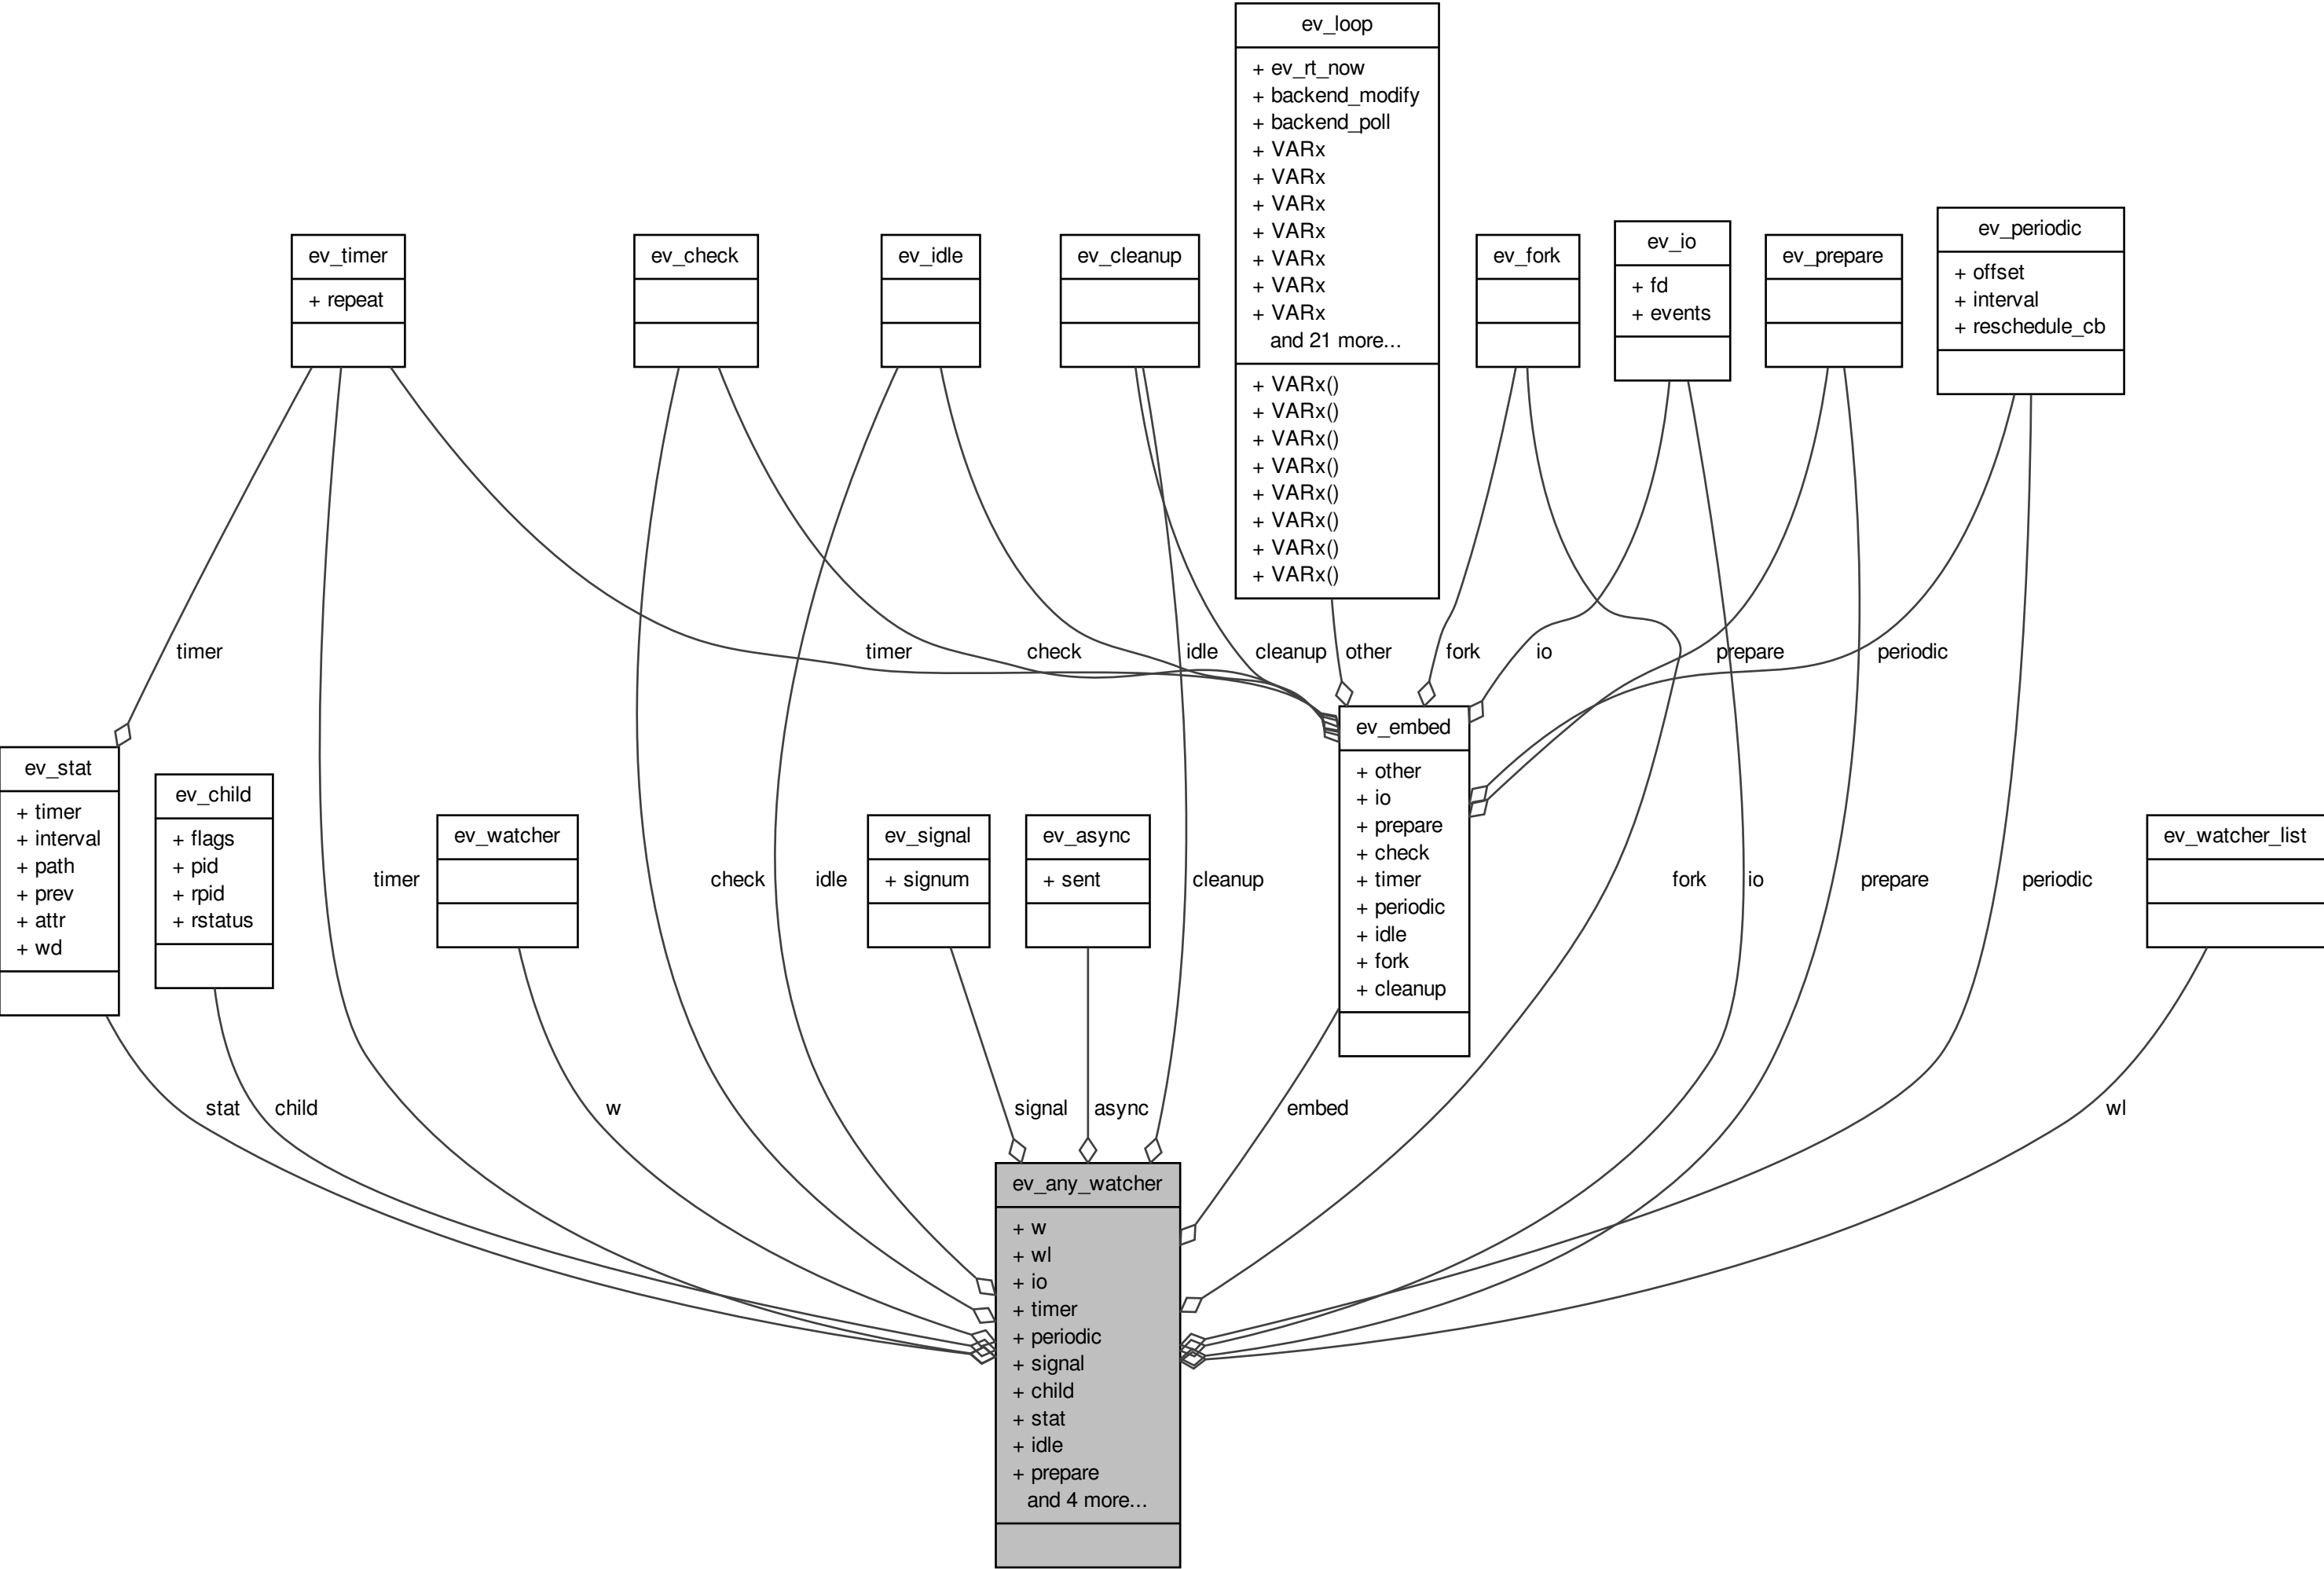 ev_loop
+ ev_rt_now
+ backend_modify
+ backend_poll
+ VARx
+ VARx
+ VARx
+ VARx
+ VARx
+ VARx
+ VARx
and 21 more...
+ VARx()
+ VARx()
+ VARx()
+ VARx()
+ VARx()
+ VARx()
+ VARx()
+ VARx()
ev_timer
+ repeat
ev_check
ev_idle
ev_cleanup
ev_fork
ev_io
+ fd
+ events
ev_prepare
ev_periodic
+ offset
+ interval
+ reschedule_cb
timer
timer
check
idle
cleanup
other
fork
io
prepare
periodic
ev_stat
+ timer
+ interval
+ path
+ prev
+ attr
+ wd
ev_child
+ flags
+ pid
+ rpid
+ rstatus
timer
ev_watcher
check
idle
ev_signal
+ signum
ev_async
+ sent
cleanup
ev_embed
+ other
+ io
+ prepare
+ check
+ timer
+ periodic
+ idle
+ fork
+ cleanup
fork
io
prepare
periodic
ev_watcher_list
stat
child
w
signal
async
embed
wl
ev_any_watcher
+ w
+ wl
+ io
+ timer
+ periodic
+ signal
+ child
+ stat
+ idle
+ prepare
and 4 more...